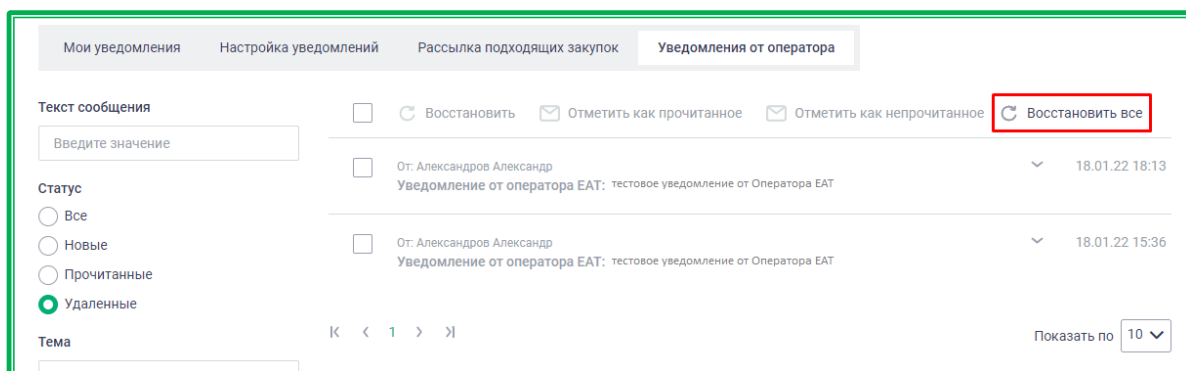 Мои уведомления Настройка уведомлений Рассылка подходящих закупок Уведомления от оператора
Текст сообщения
Введите значение
Статус
Все
Новые
Прочитанные
Удаленные
Тема
Восстановить Отметить как прочитанное Отметить как непрочитанное Восстановить все
От: Александров Александр 18.01.22 18:13
Уведомление от оператора ЕАТ: тестовое уведомление от Оператора ЕАТ
От: Александров Александр 18.01.22 15:36
Уведомление от оператора ЕАТ: тестовое уведомление от Оператора ЕАТ
1 Показать по 10